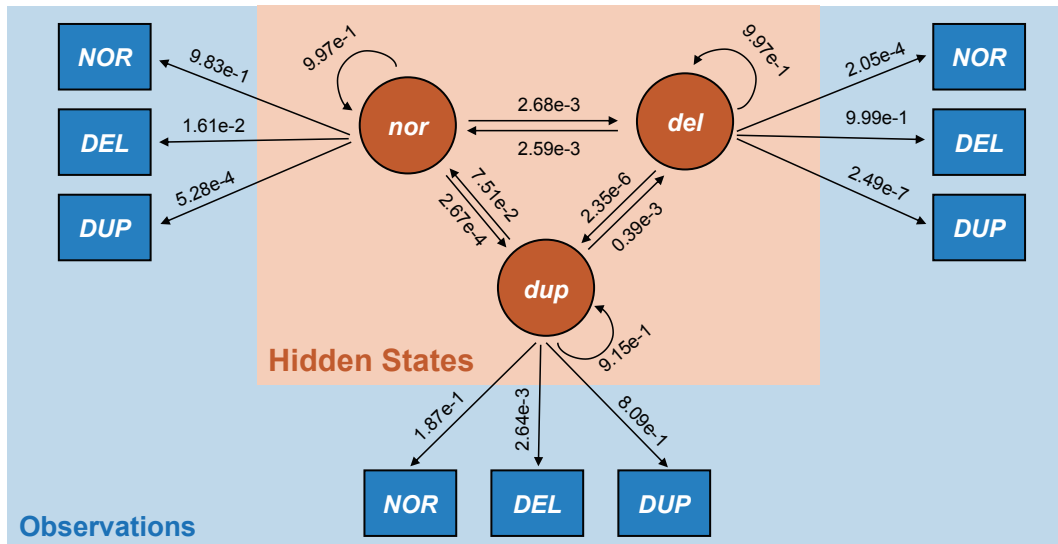 NOR
DEL
DUP
9.83e-1
1.61e-2
5.28e-4
9.97e-1
nor
2.68e-3
2.59e-3
9.97e-1
del
2.05e-4
9.99e-1
2.49e-7
NOR
DEL
DUP
7.51e-2
2.67e-4
2.35e-6
0.39e-3
dup
9.15e-1
Hidden States
1.87e-1
2.64e-3
8.09e-1
NOR
DEL
DUP
Observations